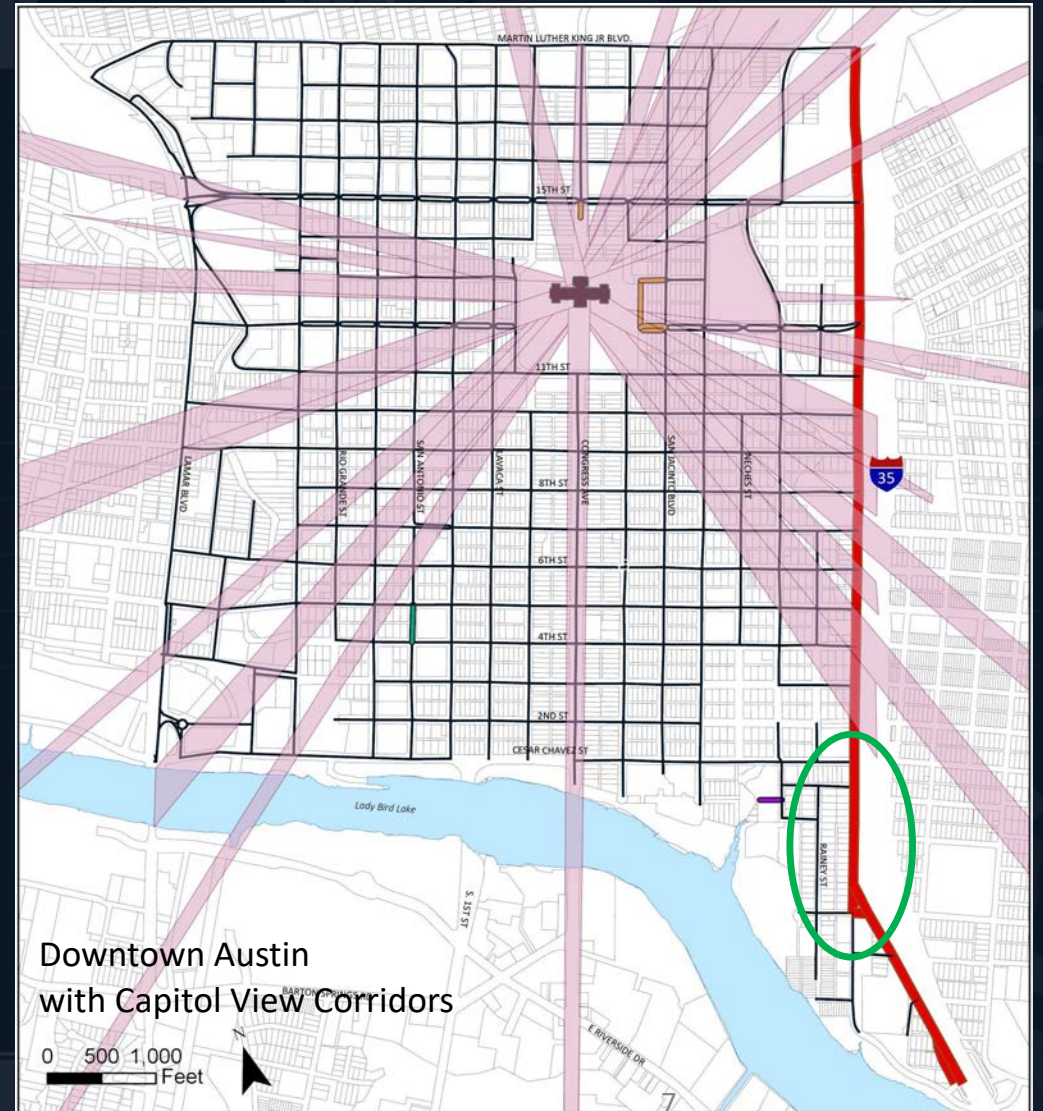 MARTIN LUTHER KING JR BLVD.
15TH ST
11TH ST
LAMAR BLVD
RIO GRANDE ST
SAN ANTONIO ST
LAVACA ST
CONGRESS AVE
SAN JACINTO BLVD
NECHES ST
8TH ST
35
6TH ST
4TH ST
2ND ST
CESAR CHAVEZ ST
Lady Bird Lake
RAINEY ST
S. 1ST ST
Downtown Austin
with Capitol View Corridors
BARTON SPRINGS
E RIVERSIDE DR
N
0 500 1,000
Feet
7